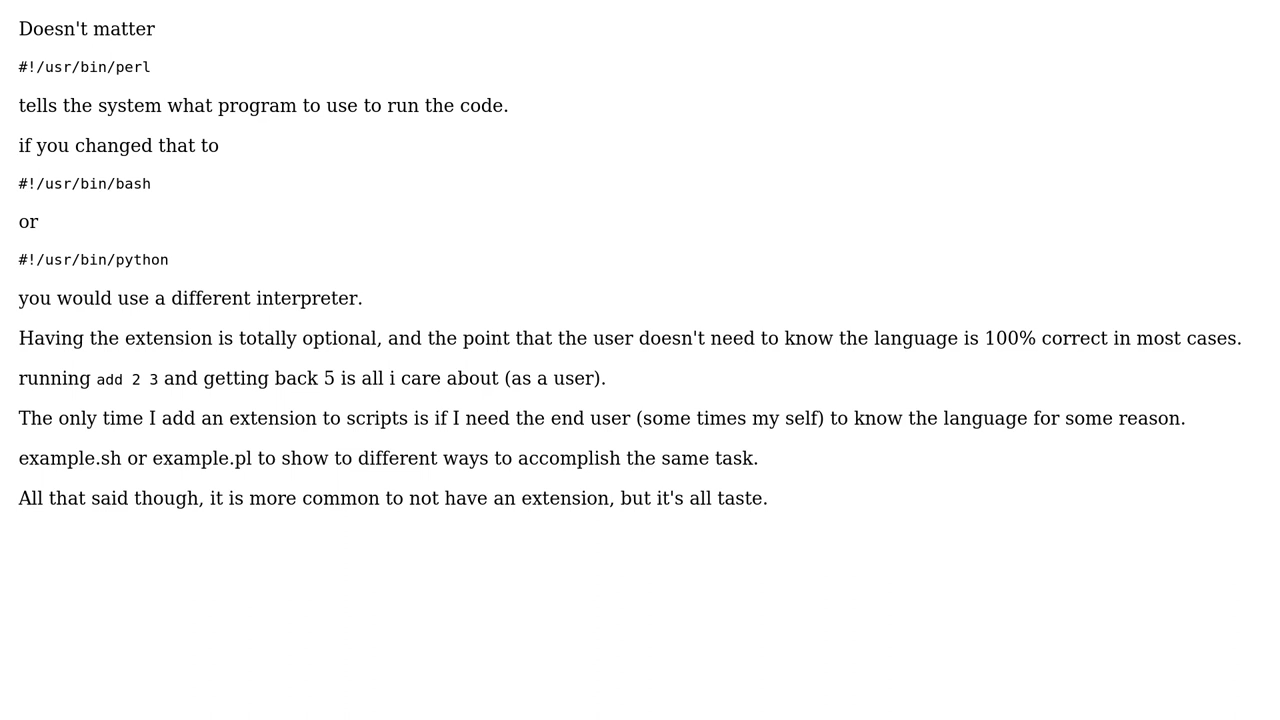 Doesn't matter
#!/usr/bin/perl
tells the system what program to use to run the code.
if you changed that to
#!/usr/bin/bash
or
#!/usr/bin/python
you would use a different interpreter.
Having the extension is totally optional, and the point that the user doesn't need to know the language is 100% correct in most cases.
running add 2 3 and getting back 5 is all i care about (as a user).
The only time I add an extension to scripts is if I need the end user (some times my self) to know the language for some reason.
example.sh or example.pl to show to different ways to accomplish the same task.
All that said though, it is more common to not have an extension, but it's all taste.